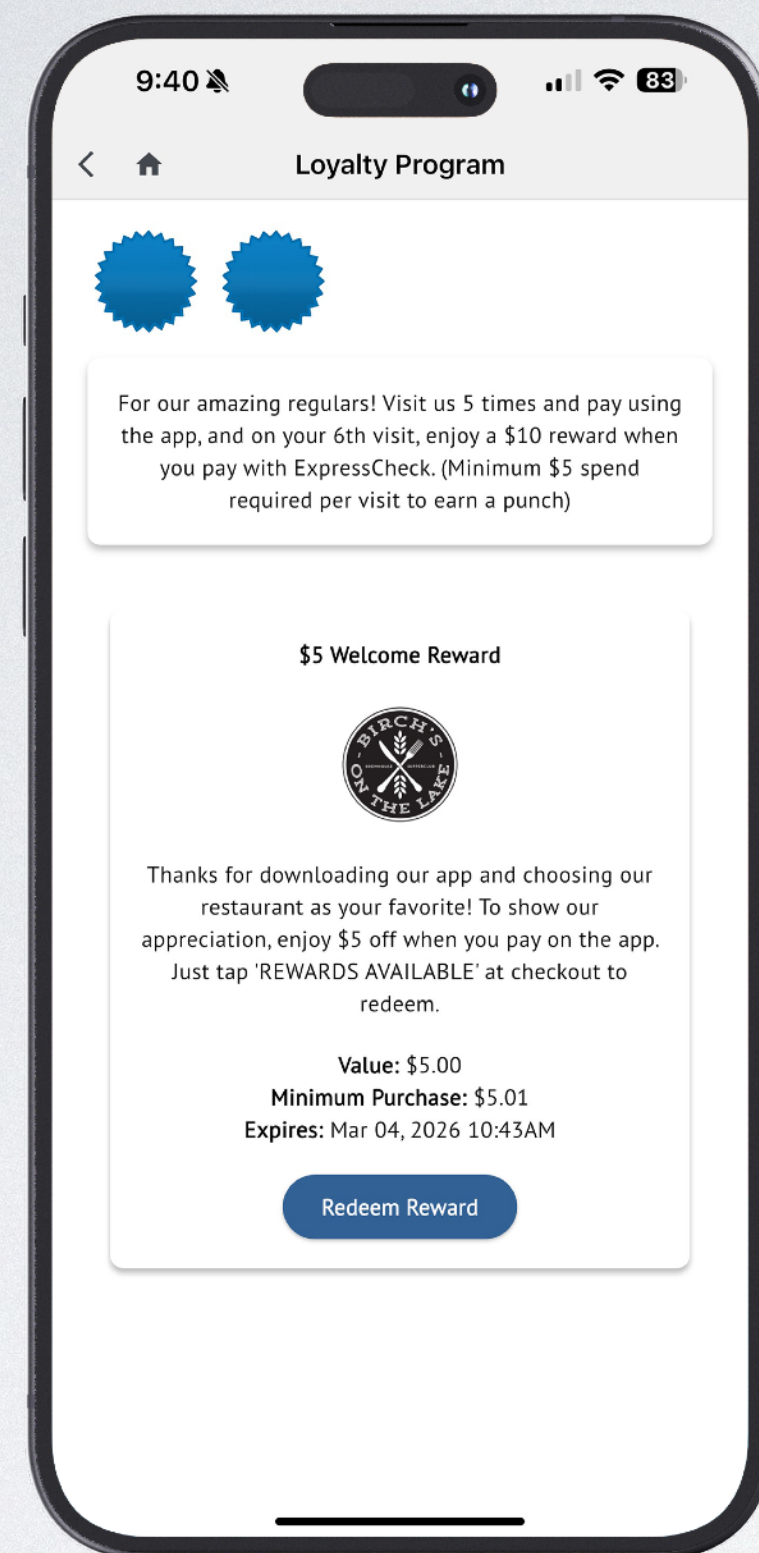 9:40
83
Loyalty Program
For our amazing regulars! Visit us 5 times and pay using
the app, and on your 6th visit, enjoy a $10 reward when
you pay with ExpressCheck. (Minimum $5 spend
required per visit to earn a punch)
$5 Welcome Reward
BIRCH'S
BREWHOUSE SUPPERCLUB
ON THE LAKE
Thanks for downloading our app and choosing our
restaurant as your favorite! To show our
appreciation, enjoy $5 off when you pay on the app.
Just tap 'REWARDS AVAILABLE' at checkout to
redeem.
Value: $5.00
Minimum Purchase: $5.01
Expires: Mar 04, 2026 10:43AM
Redeem Reward